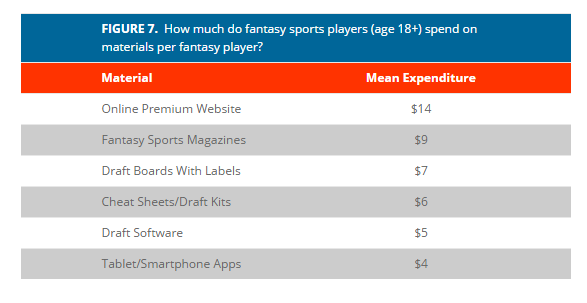 FIGURE 7. How much do fantasy sports players (age 18+) spend on
materials per fantasy player?
Material Mean Expenditure
Online Premium Website $14
Fantasy Sports Magazines $9
Draft Boards With Labels $7
Cheat Sheets/Draft Kits $6
Draft Software $5
Tablet/Smartphone Apps $4